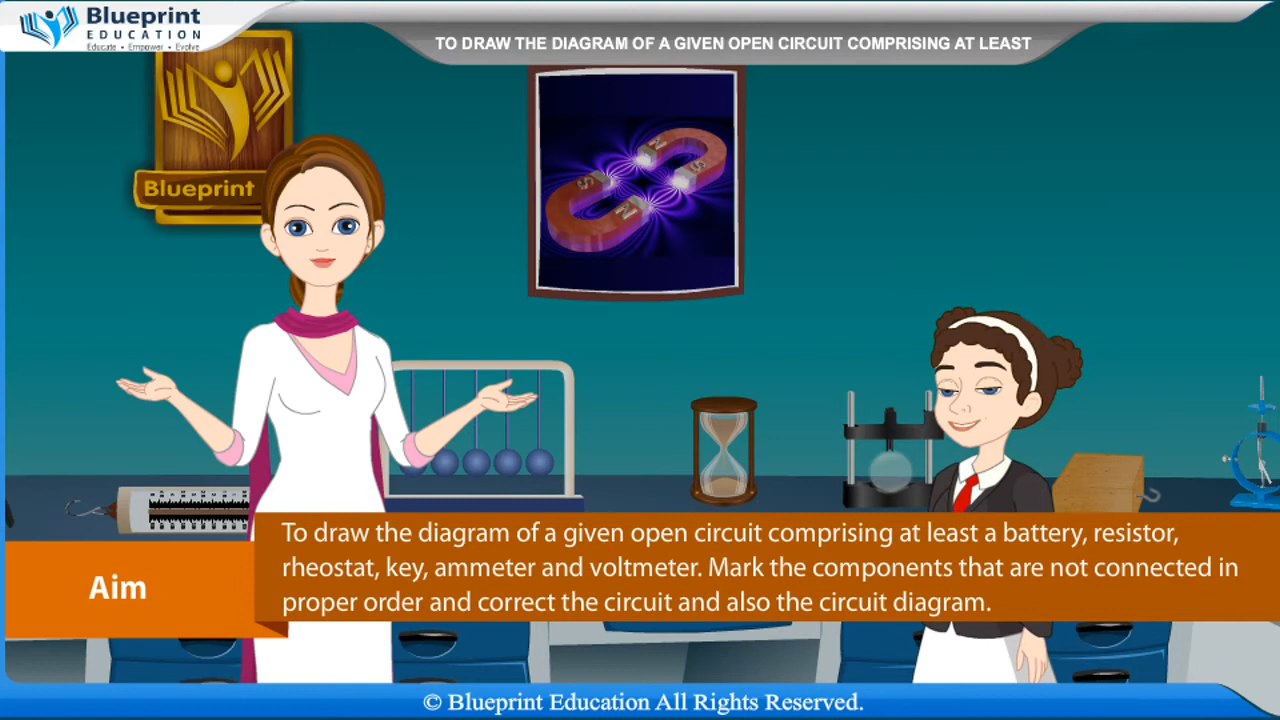 Blueprint
EDUCATION
Educate • Empower • Evolve
TO DRAW THE DIAGRAM OF A GIVEN OPEN CIRCUIT COMPRISING AT LEAST
Blueprint
N
S
S
N
To draw the diagram of a given open circuit comprising at least a battery, resistor,
rheostat, key, ammeter and voltmeter. Mark the components that are not connected in
proper order and correct the circuit and also the circuit diagram.
Aim
© Blueprint Education All Rights Reserved.